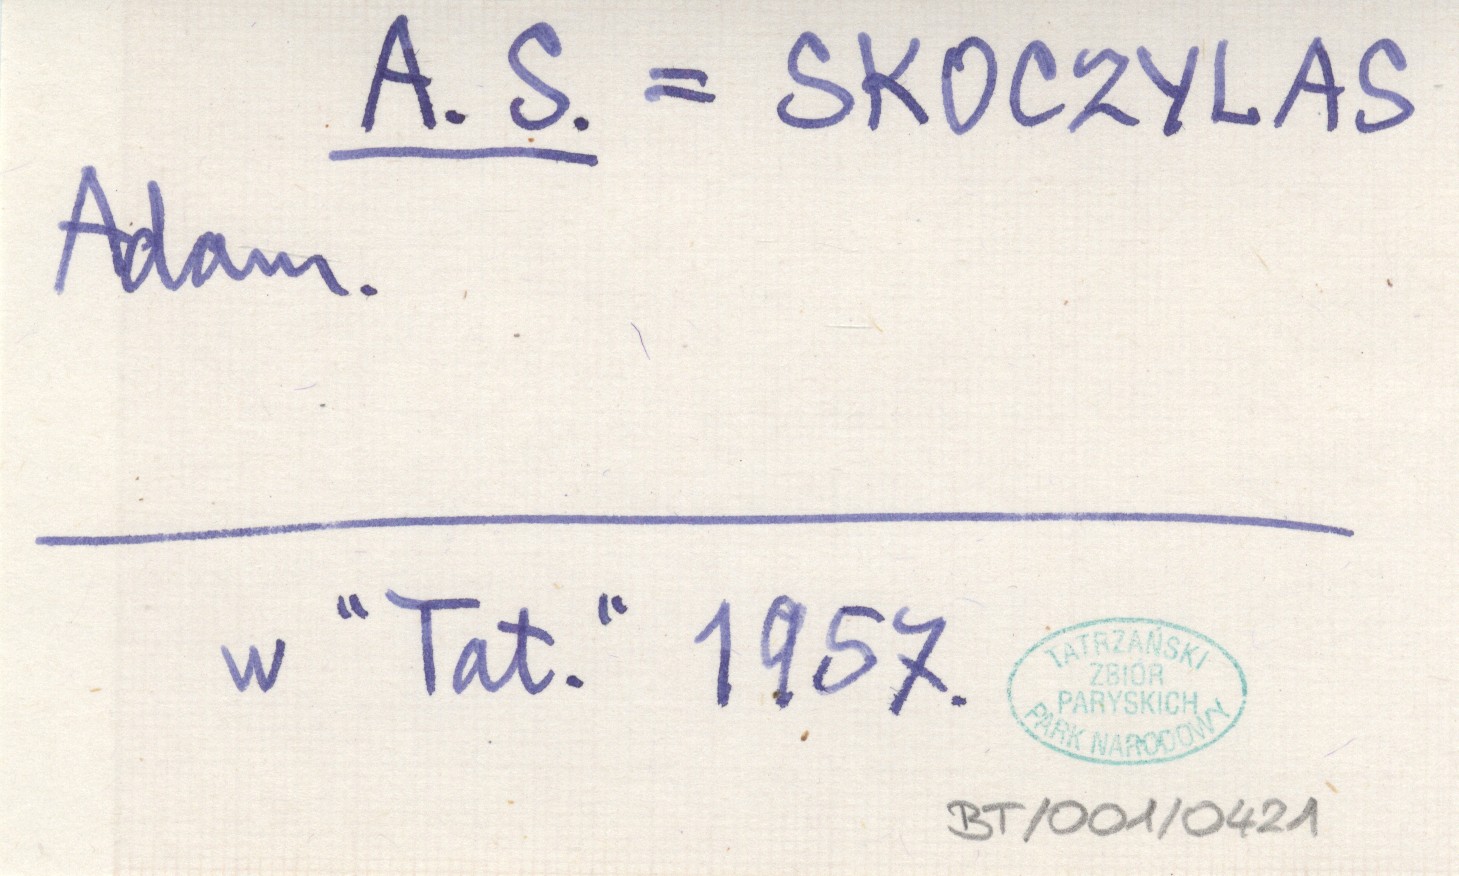 A. S. = SKOCZYLAS
Adam.
w "Tat." 1957.
TATRZAŃSKI
ZBIÓR
PARYSKICH
PARK NARODOWY
BT/001/0421